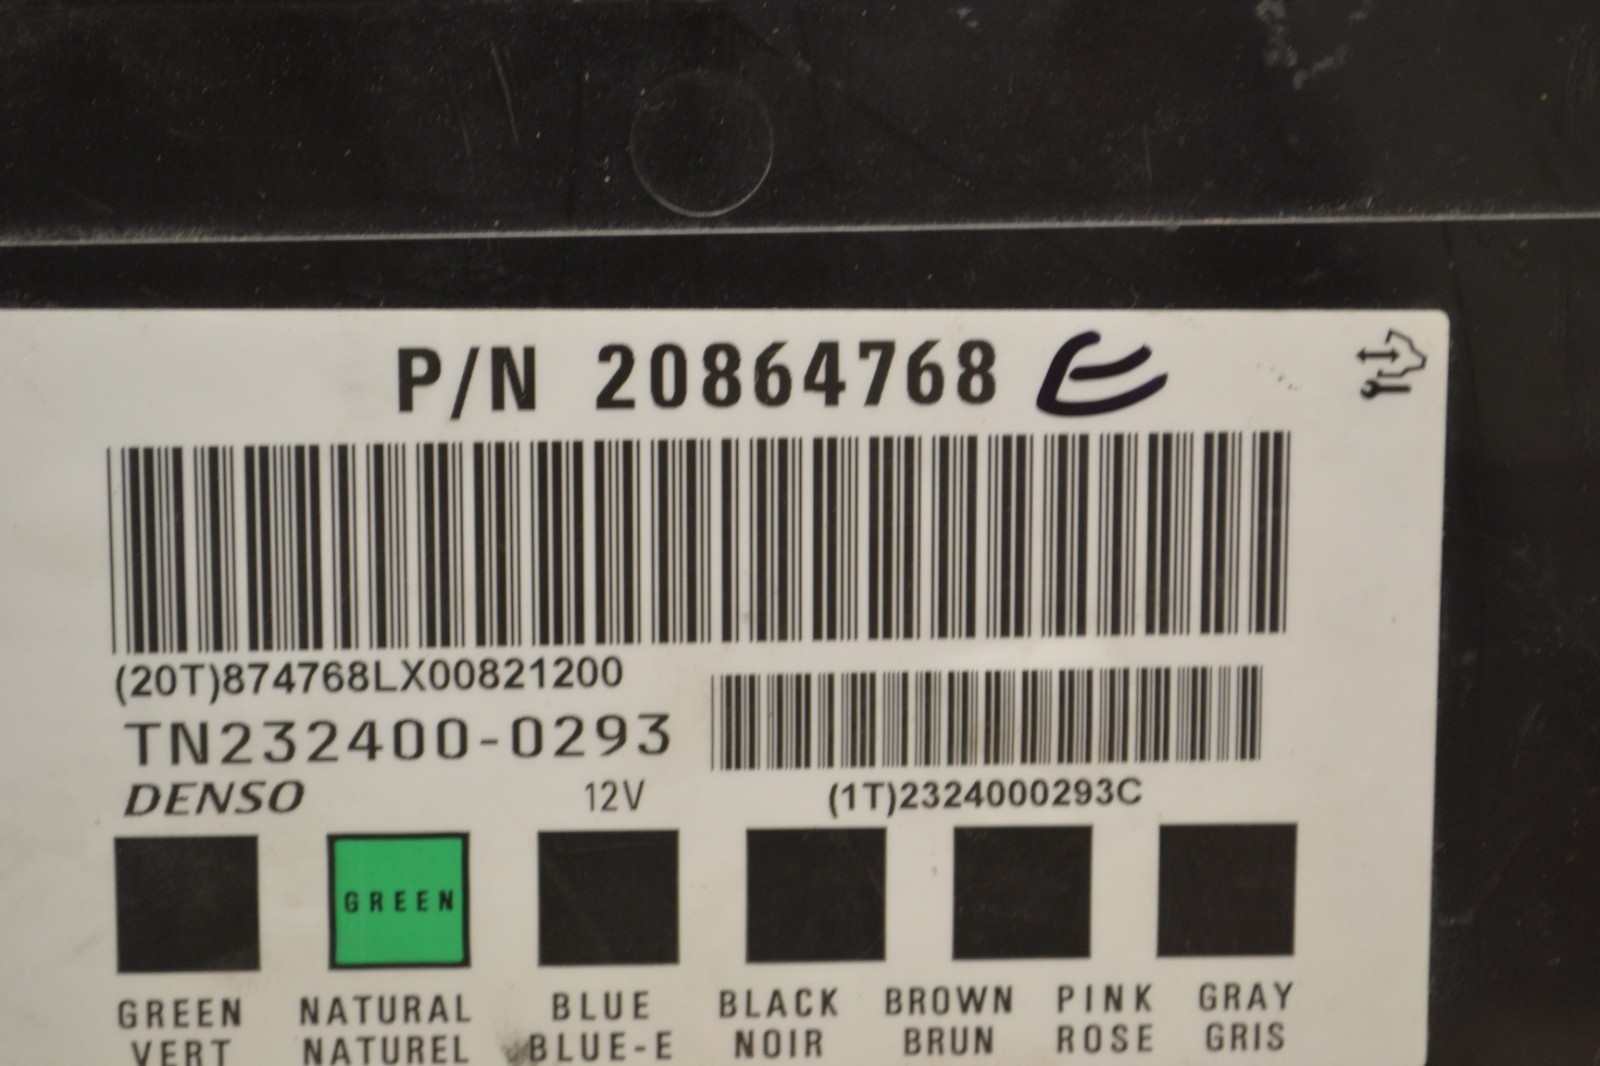 P/N 20864768 E
(20T)874768LX00821200
TN232400-0293
DENSO 12V (1T)2324000293C
GREEN
GREEN NATURAL BLUE BLACK BROWN PINK GRAY
VERT NATUREL BLUE-E NOIR BRUN ROSE GRIS